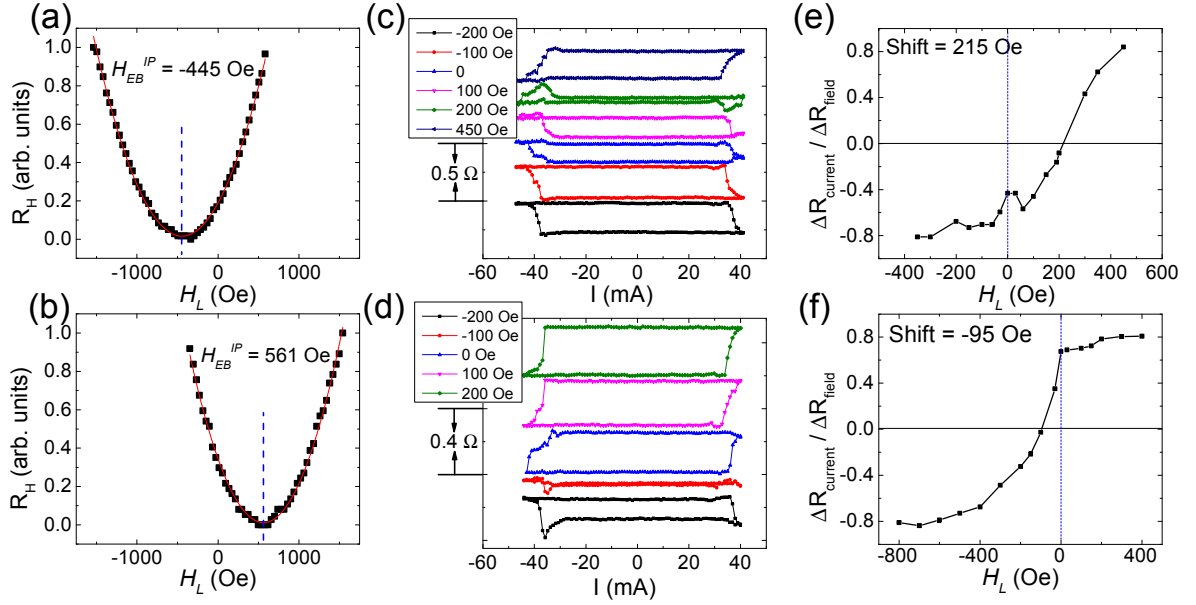 (a)
H_EB^IP = -445 Oe
1.0
0.8
0.6
0.4
0.2
0.0
R_H (arb. units)
-1000 0 1000
H_L (Oe)
(b)
H_EB^IP = 561 Oe
1.0
0.8
0.6
0.4
0.2
0.0
R_H (arb. units)
-1000 0 1000
H_L (Oe)
(c)
-200 Oe
-100 Oe
0
100 Oe
200 Oe
450 Oe
0.5 Ω
-60 -40 -20 0 20 40
I (mA)
(d)
-200 Oe
-100 Oe
0 Oe
100 Oe
200 Oe
0.4 Ω
-60 -40 -20 0 20 40
I (mA)
(e)
Shift = 215 Oe
0.8
0.4
0.0
-0.4
-0.8
ΔR_current / ΔR_field
-400 -200 0 200 400 600
H_L (Oe)
(f)
Shift = -95 Oe
0.8
0.4
0.0
-0.4
-0.8
ΔR_current / ΔR_field
-800 -400 0 400
H_L (Oe)